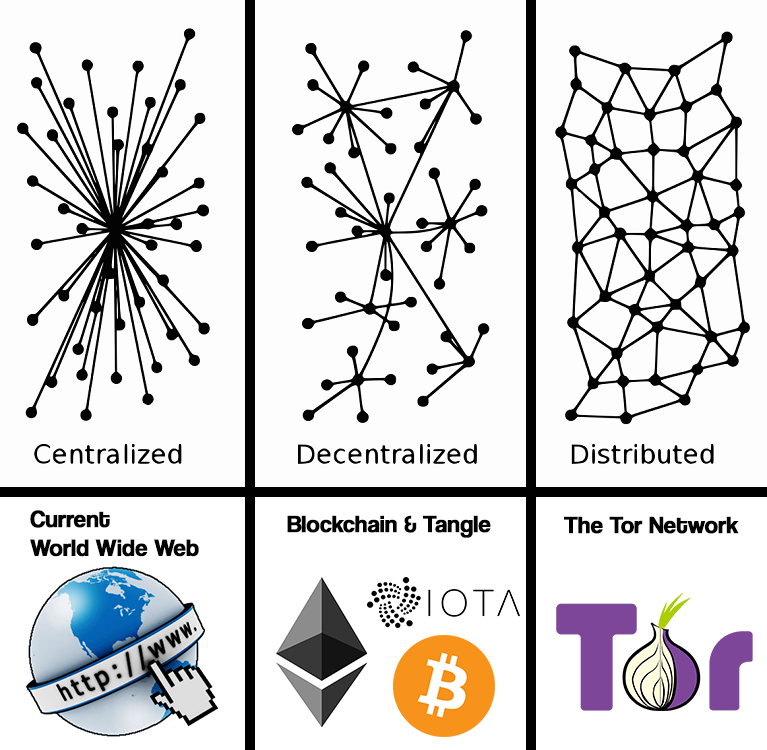 Centralized
Decentralized
Distributed
Current
World Wide Web
http://www.
Blockchain & Tangle
IOTA
The Tor Network
Tor